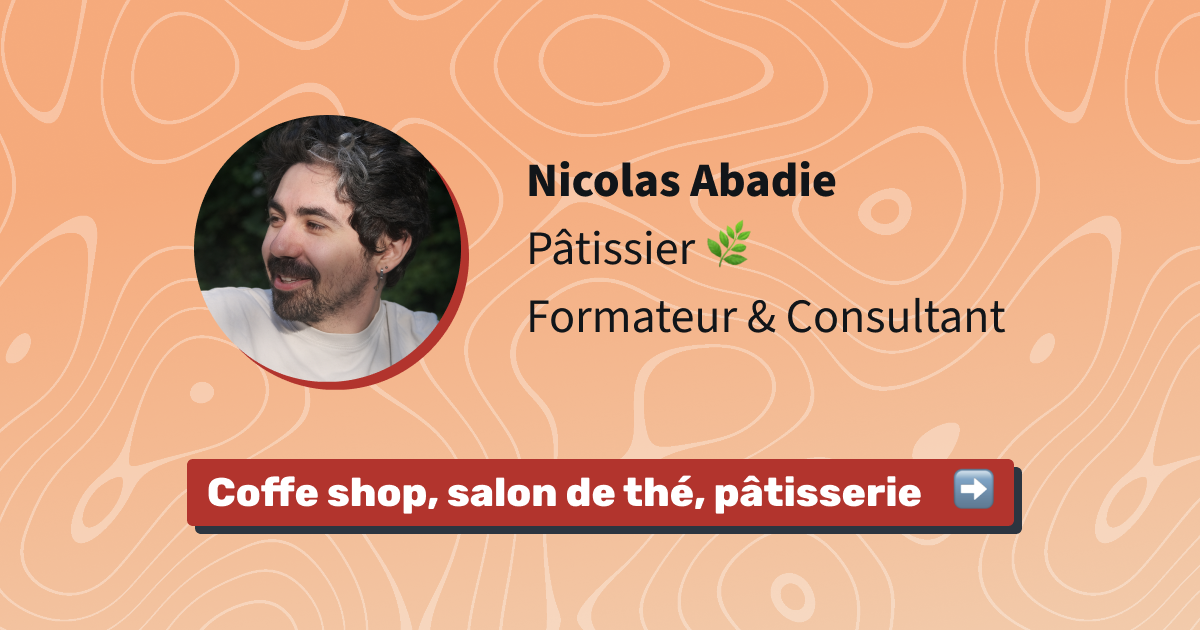 Nicolas Abadie
Pâtissier 🌿
Formateur & Consultant
Coffe shop, salon de thé, pâtisserie ➡️